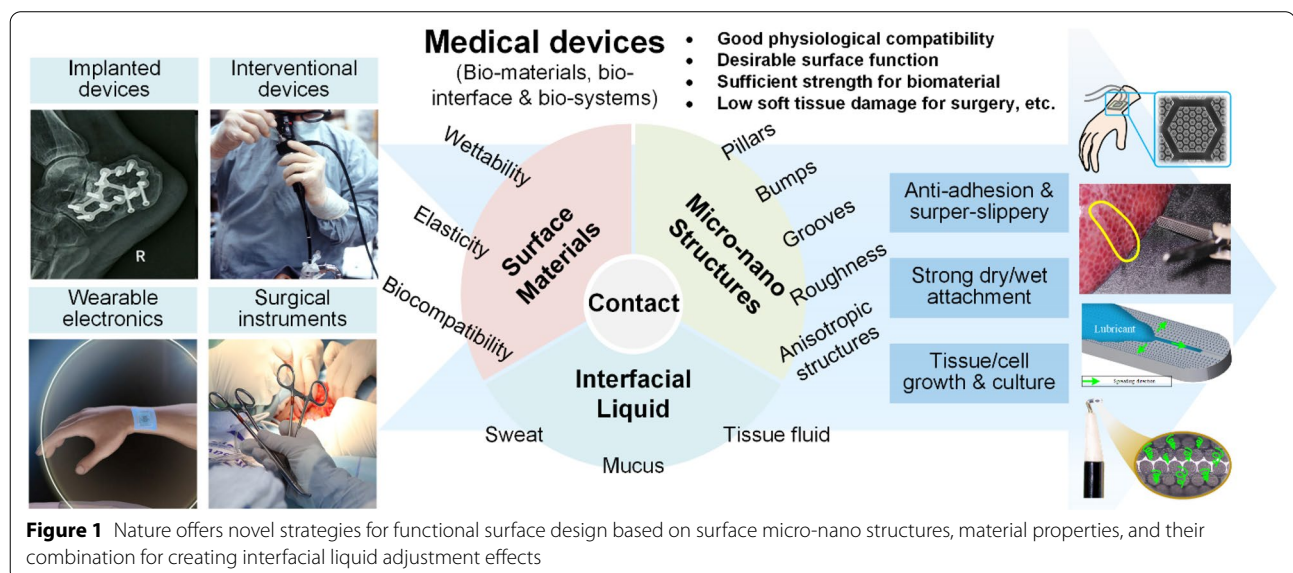 Implanted
devices
Interventional
devices
R
Wearable
electronics
Surgical
instruments
Medical devices
(Bio-materials, bio-
interface & bio-systems)
• Good physiological compatibility
• Desirable surface function
• Sufficient strength for biomaterial
• Low soft tissue damage for surgery, etc.
Wettability
Elasticity
Biocompatibility
Surface
Materials
Micro-nano
Structures
Contact
Interfacial
Liquid
Pillars
Bumps
Grooves
Roughness
Anisotropic
structures
Sweat
Mucus
Tissue fluid
Anti-adhesion &
surper-slippery
Strong dry/wet
attachment
Tissue/cell
growth & culture
Lubricant
Spreading direction
Figure 1 Nature offers novel strategies for functional surface design based on surface micro-nano structures, material properties, and their
combination for creating interfacial liquid adjustment effects